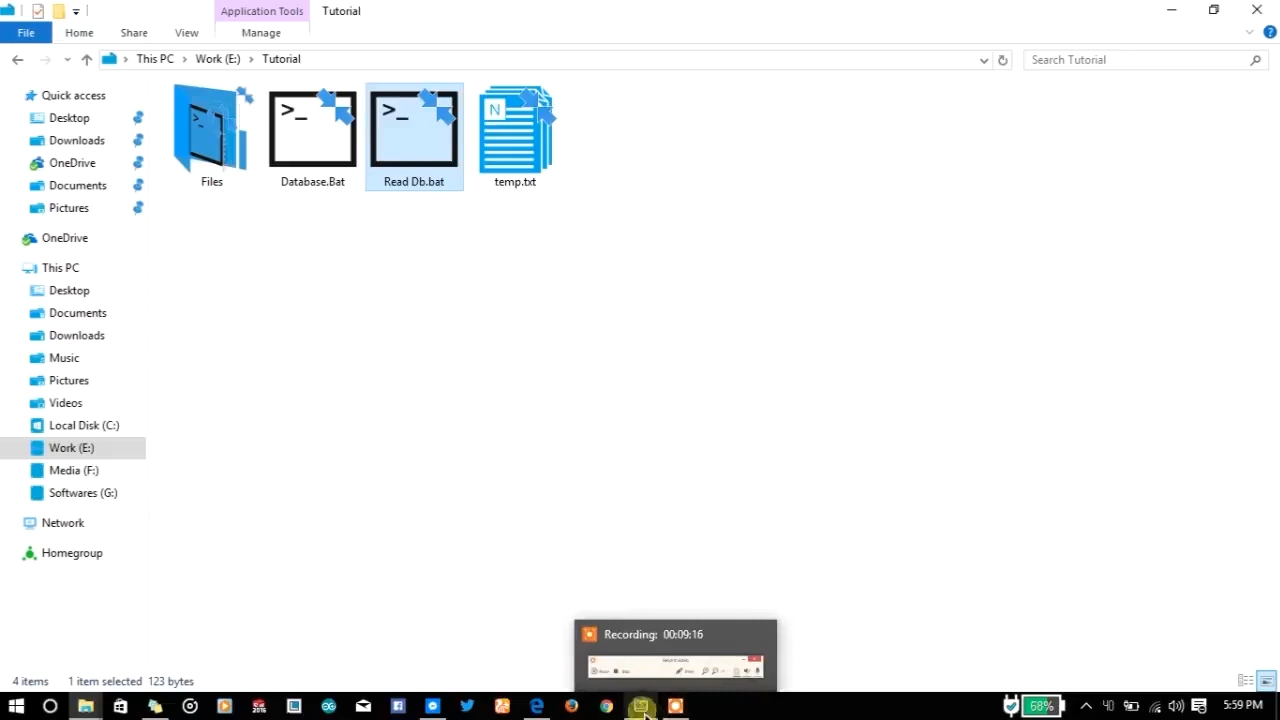 Application Tools
Tutorial
File
Home
Share
View
Manage
This PC
Work (E:)
Tutorial
Search Tutorial
Quick access
Desktop
Downloads
OneDrive
Documents
Pictures
OneDrive
This PC
Desktop
Documents
Downloads
Music
Pictures
Videos
Local Disk (C:)
Work (E:)
Media (F:)
Softwares (G:)
Network
Homegroup
>_
>_
>_
N
Files
Database.Bat
Read Db.bat
temp.txt
Recording: 00:09:16
4 items
1 item selected 123 bytes
68%
5:59 PM